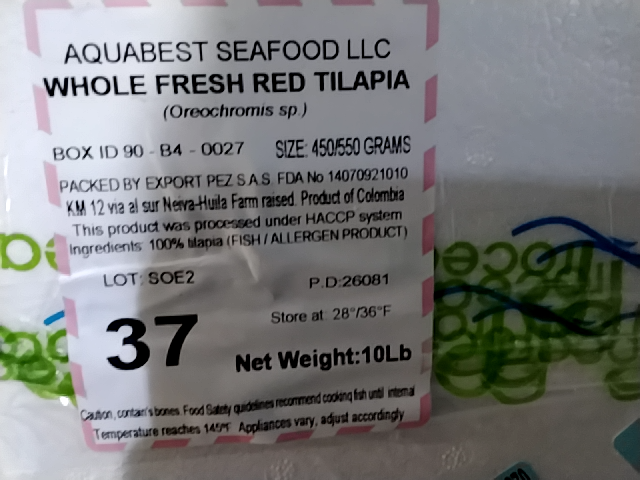 AQUABEST SEAFOOD LLC
WHOLE FRESH RED TILAPIA
(Oreochromis sp.)
BOX ID 90 - B4 - 0027 SIZE: 450/550 GRAMS
PACKED BY EXPORT PEZ S.A.S. FDA No 14070921010
KM 12 via al sur Neiva-Huila Farm raised. Product of Colombia
This product was processed under HACCP system
Ingredients: 100% tilapia (FISH / ALLERGEN PRODUCT)
LOT: SOE2 P.D:26081
37 Store at: 28°/36°F
Net Weight:10Lb
Caution, contain's bones. Food Safety guidelines recommend cooking fish until internal
Temperature reaches 145°F. Appliances vary, adjust accordingly